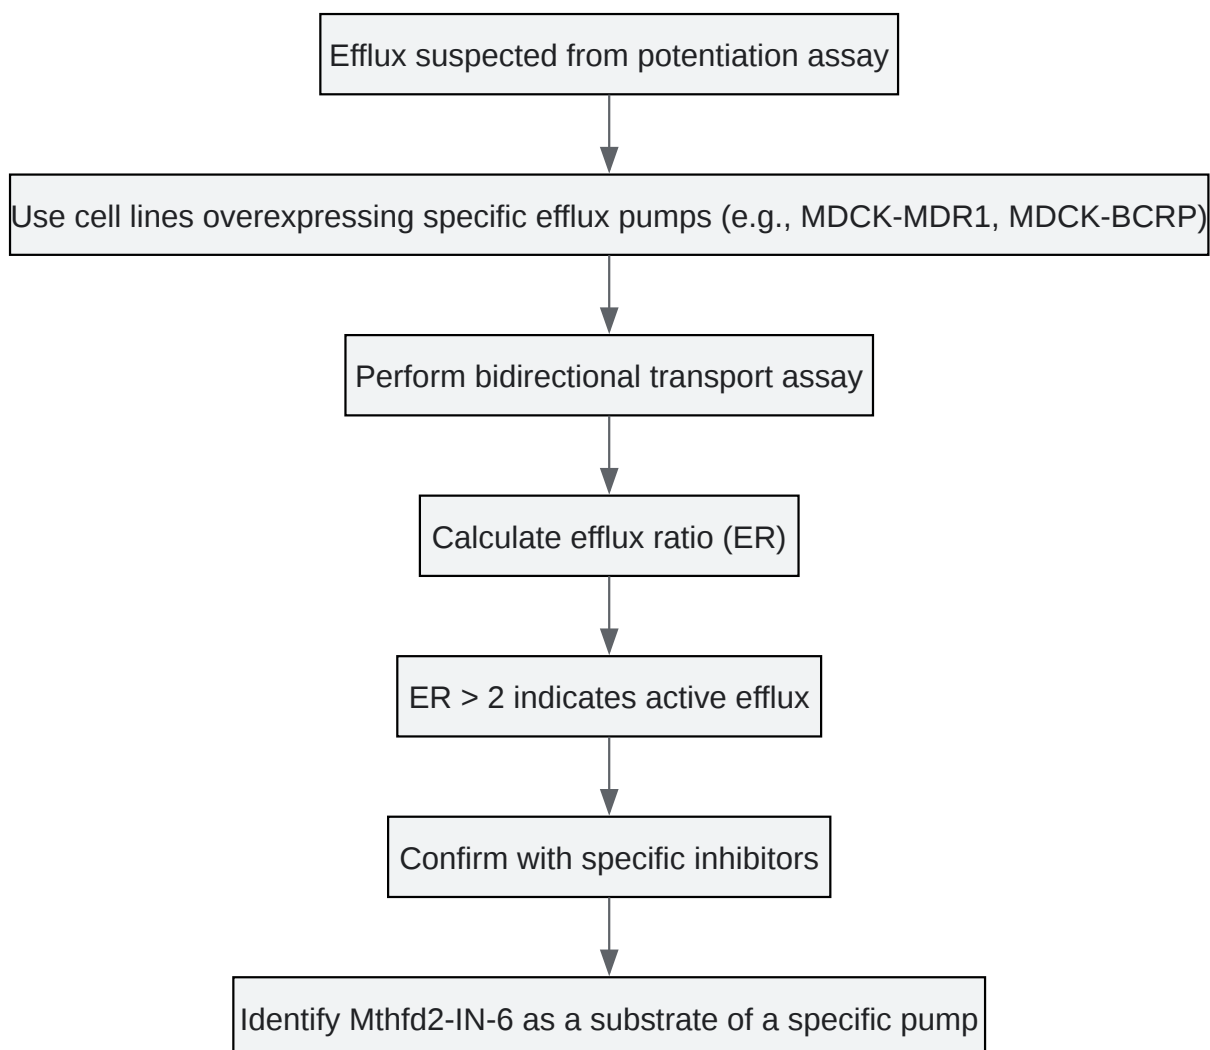 Efflux suspected from potentiation assay
Use cell lines overexpressing specific efflux pumps (e.g., MDCK-MDR1, MDCK-BCRP)
Perform bidirectional transport assay
Calculate efflux ratio (ER)
ER > 2 indicates active efflux
Confirm with specific inhibitors
Identify Mthfd2-IN-6 as a substrate of a specific pump